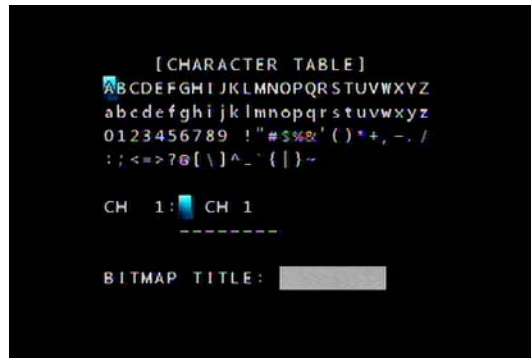 [CHARACTER TABLE]
ABCDEFGHIJKLMNOPQRSTUVWXYZ
abcdefghijklmnopqrstuvwxyz
0123456789 !"#$%&'()*+,-./
:;<=>?@[\]^_`{|}~
CH 1: CH 1
--------
BITMAP TITLE: